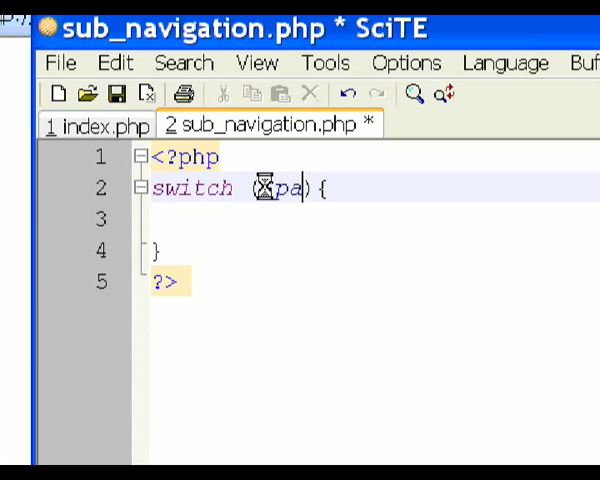 sub_navigation.php * SciTE
File Edit Search View Tools Options Language Buf
1 index.php 2 sub_navigation.php *
1 <?php
2 switch ( pa){
3
4 }
5 ?>